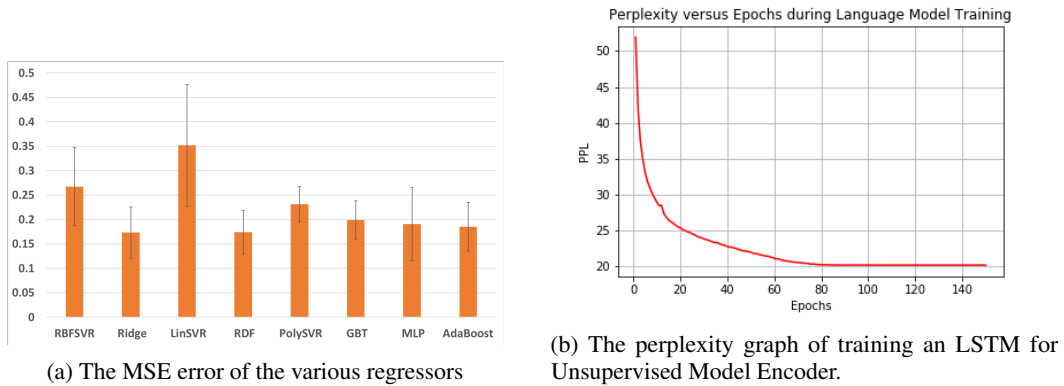 0.5
0.45
0.4
0.35
0.3
0.25
0.2
0.15
0.1
0.05
0
RBFSVR Ridge LinSVR RDF PolySVR GBT MLP AdaBoost
(a) The MSE error of the various regressors
Perplexity versus Epochs during Language Model Training
PPL
50
45
40
35
30
25
20
0 20 40 60 80 100 120 140
Epochs
(b) The perplexity graph of training an LSTM for
Unsupervised Model Encoder.